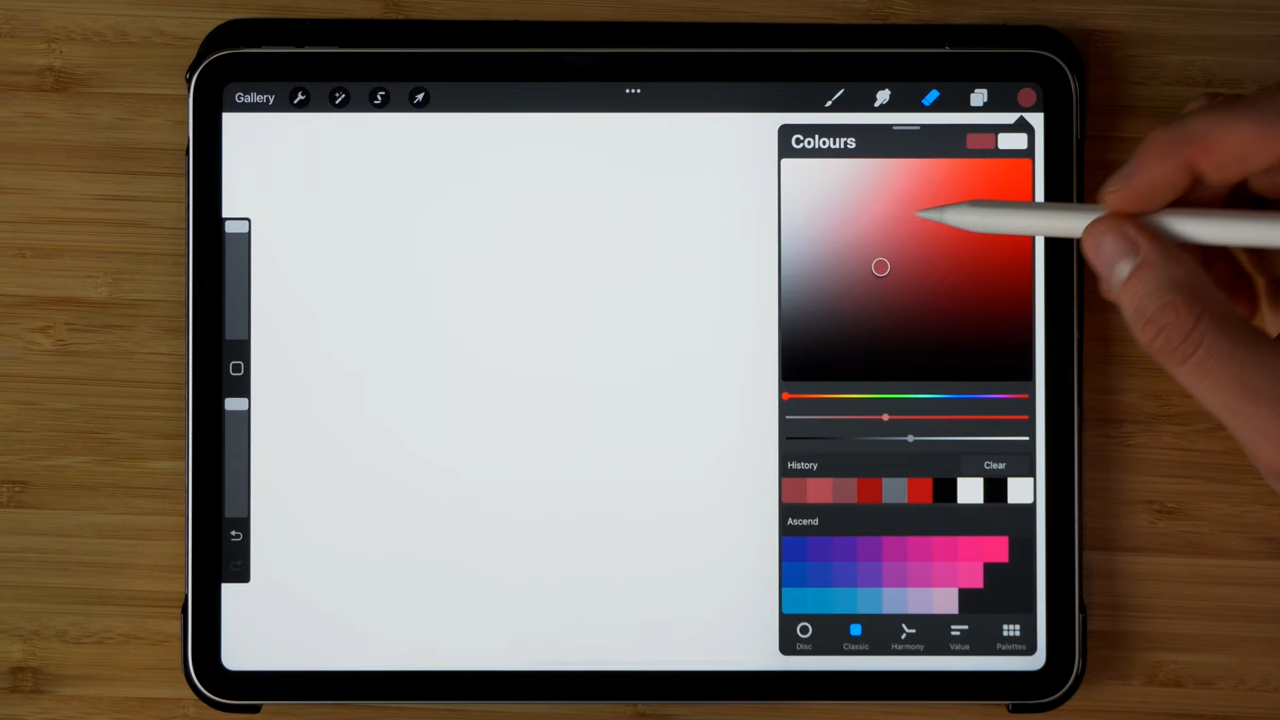 Gallery
Colours
History Clear
Ascend
Disc Classic Harmony Value Palettes